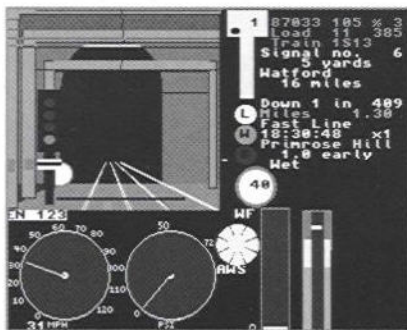 1 87033 105 % 3
Load 11 385
Train 1S13
Signal no. 6
5 yards
Watford
16 miles
Down 1 in 409
L Miles 1.30
Fast Line
W 18:30:48 x1
Primrose Hill
1.0 early
Wet
40
EN 123
WF
AWS
0 10 20 30 40 50 60 70 80 100 120
31 MPH
0 50 72
PSI
0